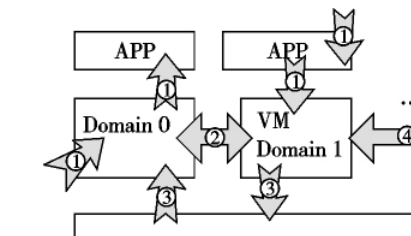 ①
APP
APP
①
①
Domain 0
VM
Domain 1
…
①
②
④
③
③